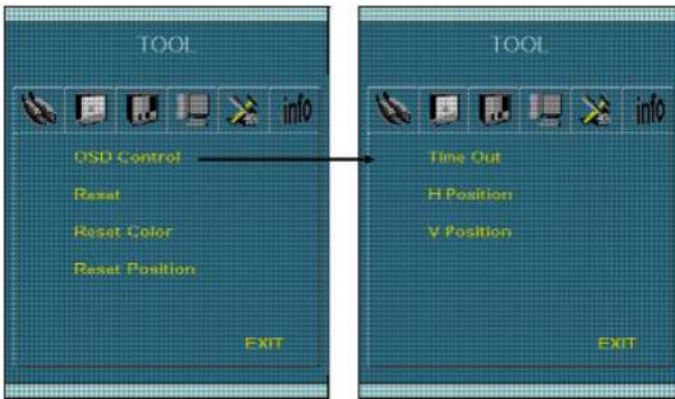 TOOL
info
OSD Control
Reset
Reset Color
Reset Position
EXIT
TOOL
info
Time Out
H Position
V Position
EXIT